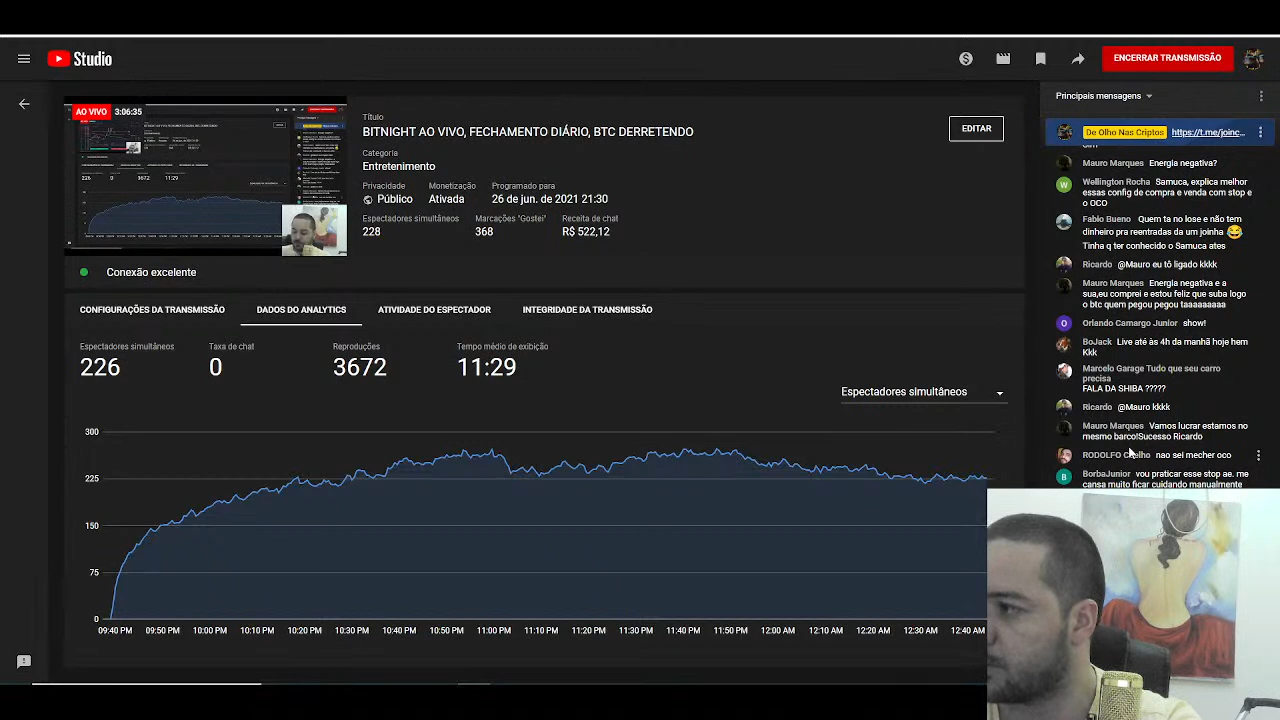 Studio
ENCERRAR TRANSMISSÃO
AO VIVO 3:06:35
226 0 3672 11:29
Título
BITNIGHT AO VIVO, FECHAMENTO DIÁRIO, BTC DERRETENDO
EDITAR
Categoria
Entretenimento
Privacidade Monetização Programado para
Público Ativada 25 de jun. de 2021 21:30
Espectadores simultâneos Marcações "Gostei" Receita de chat
228 368 R$ 522,12
Conexão excelente
CONFIGURAÇÕES DA TRANSMISSÃO DADOS DO ANALYTICS ATIVIDADE DO ESPECTADOR INTEGRIDADE DA TRANSMISSÃO
Espectadores simultâneos Taxa de chat Reproduções Tempo médio de exibição
226 0 3672 11:29
Espectadores simultâneos
300
225
150
75
0
09:40 PM 09:50 PM 10:00 PM 10:10 PM 10:20 PM 10:30 PM 10:40 PM 10:50 PM 11:00 PM 11:10 PM 11:20 PM 11:30 PM 11:40 PM 11:50 PM 12:00 AM 12:10 AM 12:20 AM 12:30 AM 12:40 AM
Principais mensagens
De Olho Nas Criptos https://t.me/joinc...
Mauro Marques Energia negativa?
W
Wellington Rocha Samuca, explica melhor
essas config de compra e venda com stop e
o OCO
Fabio Bueno Quem ta no lose e não tem
dinheiro pra reentradas da um joinha 😂
Tinha q ter conhecido o Samuca ates
Ricardo @Mauro eu tô ligado kkkk
Mauro Marques Energia negativa e a
sua,eu comprei e estou feliz que suba logo
o btc quem pegou pegou taaaaaaaaa
O
Orlando Camargo Junior show!
BoJack Live até às 4h da manhã hoje hem
Kkk
Marcelo Garage Tudo que seu carro
precisa
FALA DA SHIBA ?????
Ricardo @Mauro kkkk
Mauro Marques Vamos lucrar estamos no
mesmo barco!Sucesso Ricardo
RODOLFO Coelho nao sei mecher oco
B
BorbaJunior vou praticar esse stop ae. me
cansa muito ficar cuidando manualmente